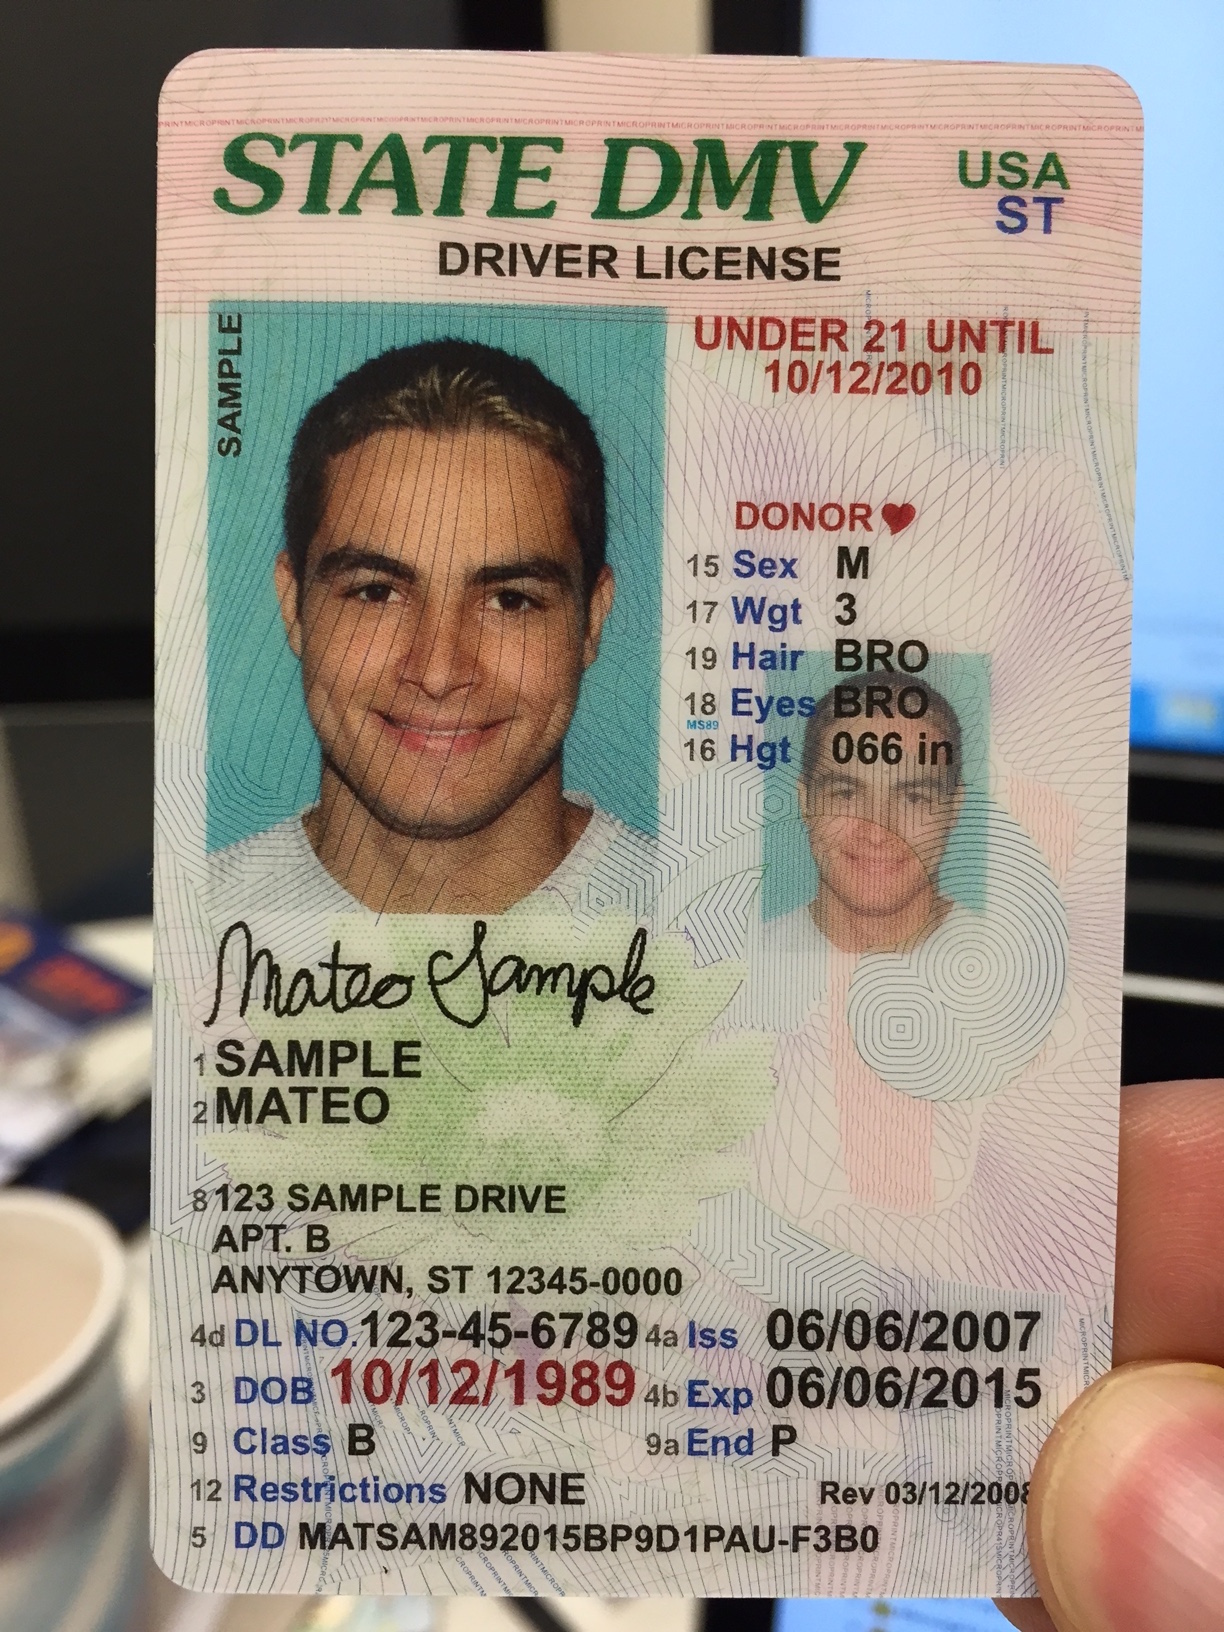 STATE DMV
USA
ST
DRIVER LICENSE
SAMPLE
UNDER 21 UNTIL
10/12/2010
DONOR
15 Sex M
17 Wgt 3
19 Hair BRO
18 Eyes BRO
MS89
16 Hgt 066 in
Mateo Sample
1 SAMPLE
2 MATEO
8 123 SAMPLE DRIVE
APT. B
ANYTOWN, ST 12345-0000
4d DL NO. 123-45-6789 4a Iss 06/06/2007
3 DOB 10/12/1989 4b Exp 06/06/2015
9 Class B 9a End P
12 Restrictions NONE
Rev 03/12/2008
5 DD MATSAM892015BP9D1PAU-F3B0